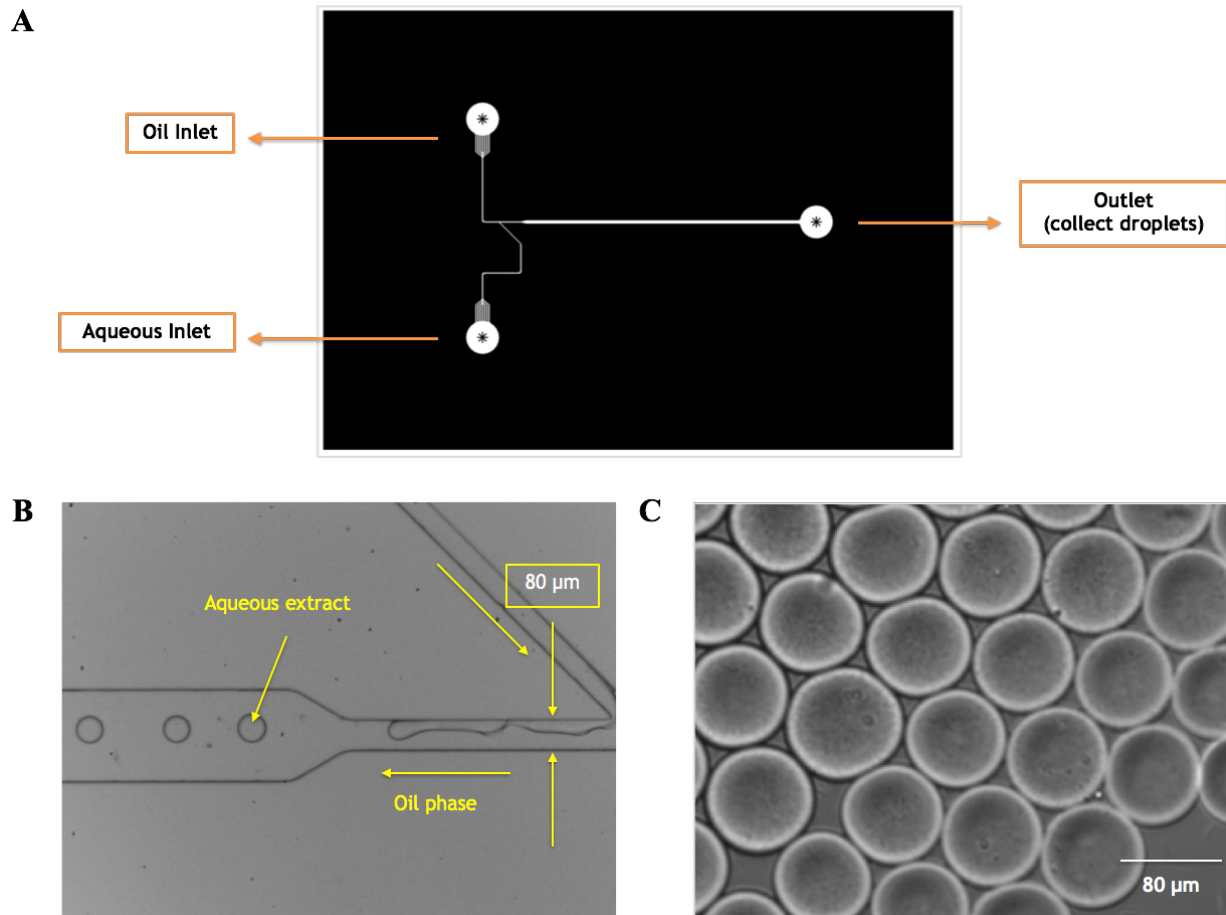 A
Oil Inlet
Outlet
(collect droplets)
Aqueous Inlet
B
C
80 µm
Aqueous extract
Oil phase
80 µm